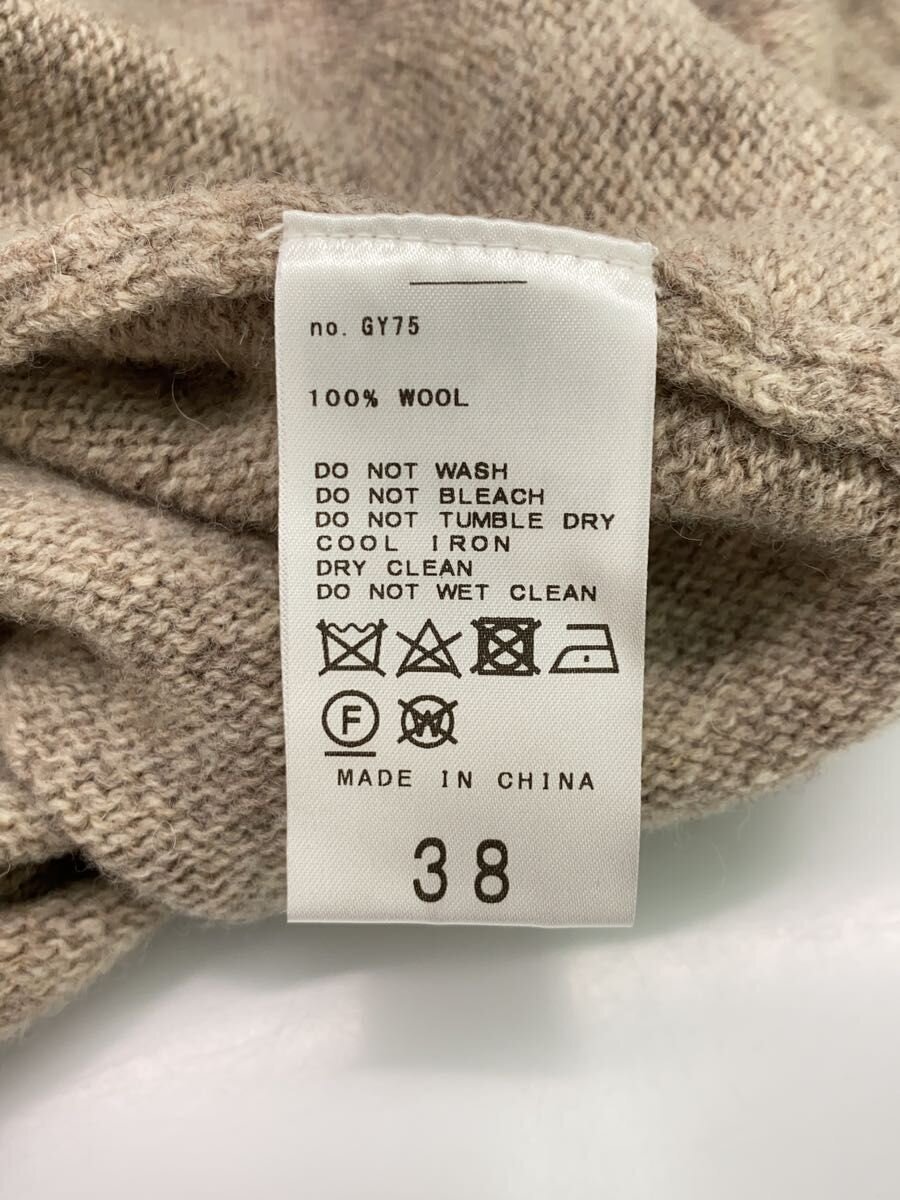 no. GY75
100% WOOL
DO NOT WASH
DO NOT BLEACH
DO NOT TUMBLE DRY
COOL IRON
DRY CLEAN
DO NOT WET CLEAN
F W
MADE IN CHINA
38